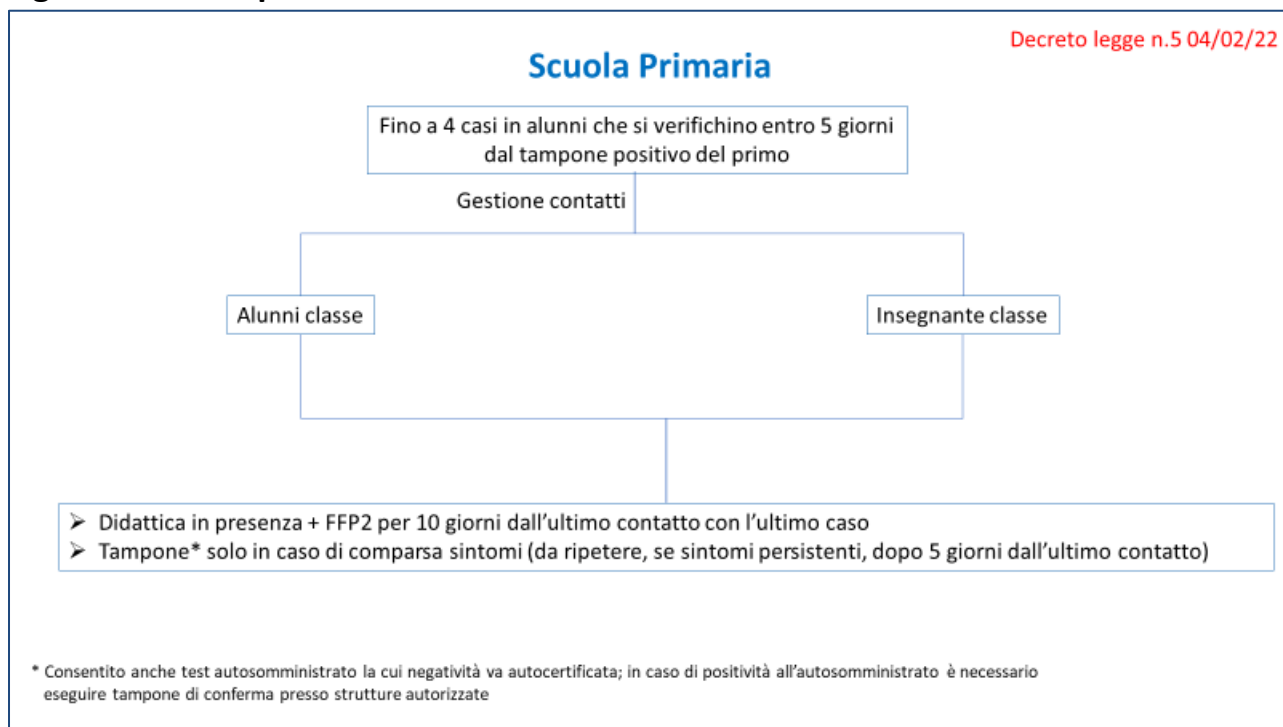 Decreto legge n.5 04/02/22
Scuola Primaria
Fino a 4 casi in alunni che si verifichino entro 5 giorni
dal tampone positivo del primo
Gestione contatti
Alunni classe
Insegnante classe
➢ Didattica in presenza + FFP2 per 10 giorni dall'ultimo contatto con l'ultimo caso
➢ Tampone* solo in caso di comparsa sintomi (da ripetere, se sintomi persistenti, dopo 5 giorni dall'ultimo contatto)
* Consentito anche test autosomministrato la cui negatività va autocertificata; in caso di positività all'autosomministrato è necessario
eseguire tampone di conferma presso strutture autorizzate